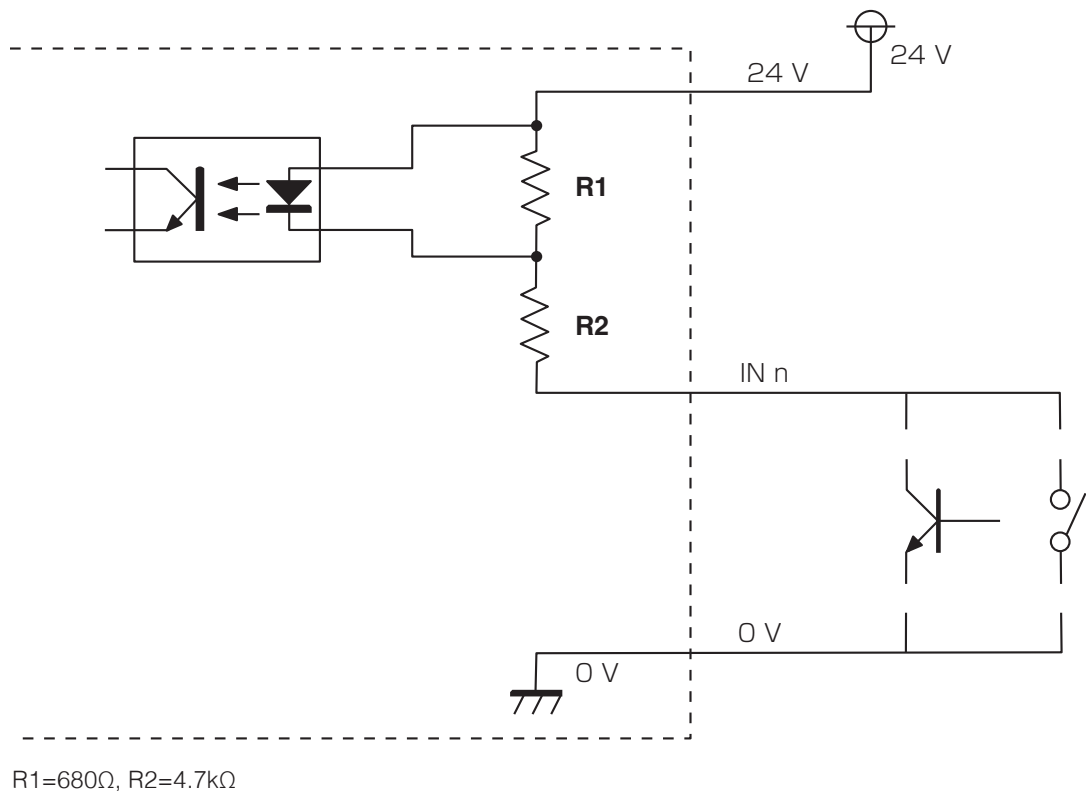 24 V
24 V
R1
R2
IN n
0 V
0 V
R1=680Ω, R2=4.7kΩ